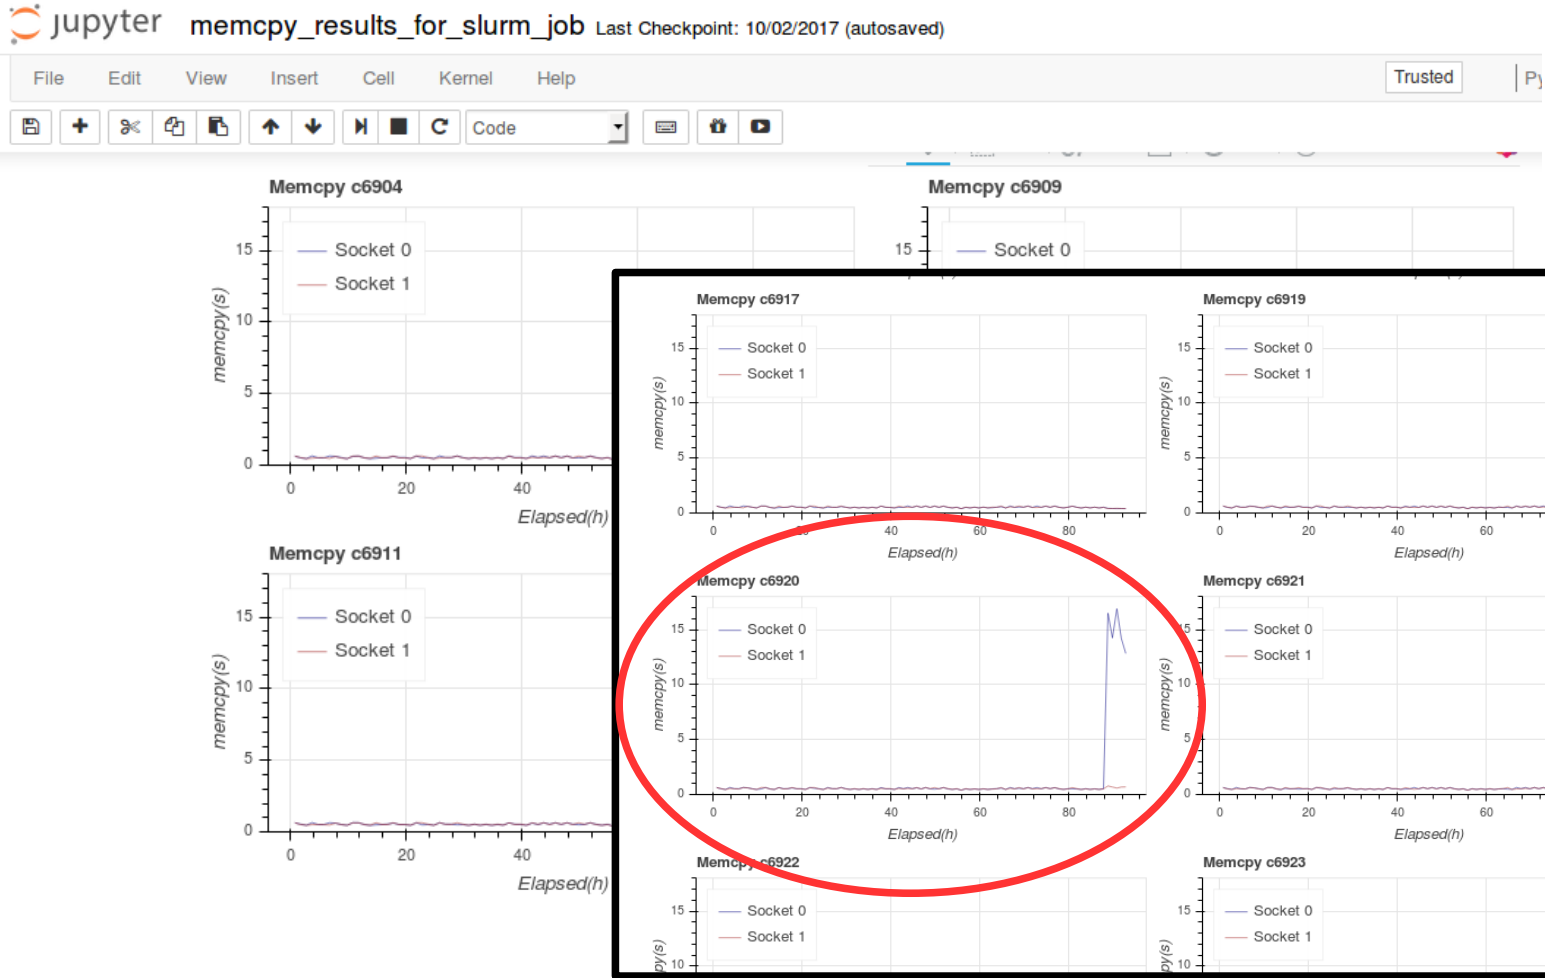 jupyter memcpy_results_for_slurm_job Last Checkpoint: 10/02/2017 (autosaved)
File Edit View Insert Cell Kernel Help Trusted Py
Code
Memcpy c6904
Socket 0
Socket 1
15
10
5
0
memcpy(s)
0 20 40
Elapsed(h)
Memcpy c6909
15
Socket 0
Memcpy c6911
Socket 0
Socket 1
15
10
5
0
memcpy(s)
0 20 40
Elapsed(h)
Memcpy c6917
Socket 0
Socket 1
15
10
5
0
memcpy(s)
0 20 40 60 80
Elapsed(h)
Memcpy c6919
Socket 0
Socket 1
15
10
5
0
memcpy(s)
0 20 40 60
Elapsed(h)
Memcpy c6920
Socket 0
Socket 1
15
10
5
0
memcpy(s)
0 20 40 60 80
Elapsed(h)
Memcpy c6921
Socket 0
Socket 1
15
10
5
0
memcpy(s)
0 20 40 60
Elapsed(h)
Memcpy c6922
Socket 0
Socket 1
15
10
py(s)
Memcpy c6923
Socket 0
Socket 1
15
10
py(s)